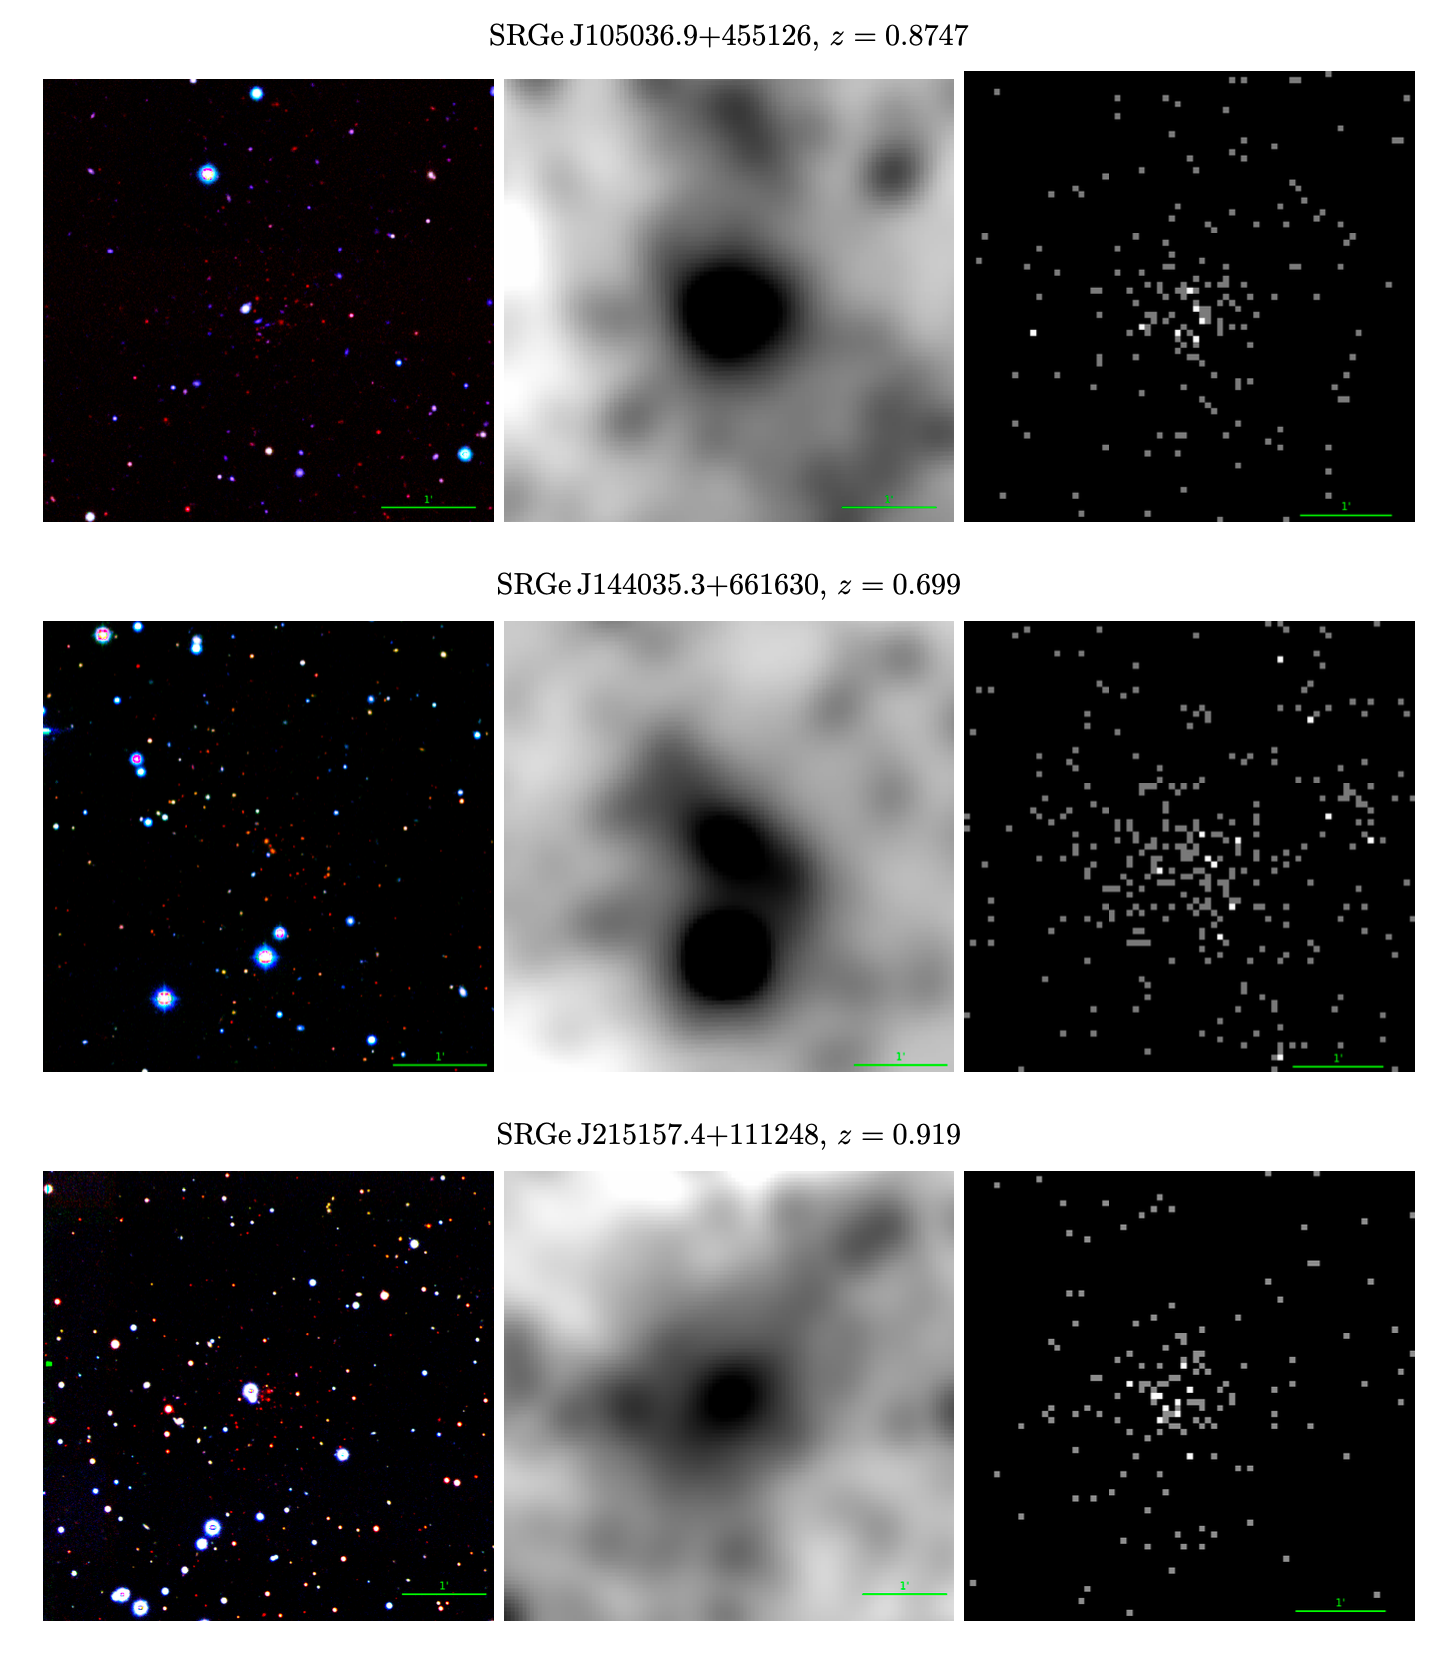 SRGe J105036.9+455126, z = 0.8747
1' 1' 1'
SRGe J144035.3+661630, z = 0.699
1' 1' 1'
SRGe J215157.4+111248, z = 0.919
1' 1' 1'